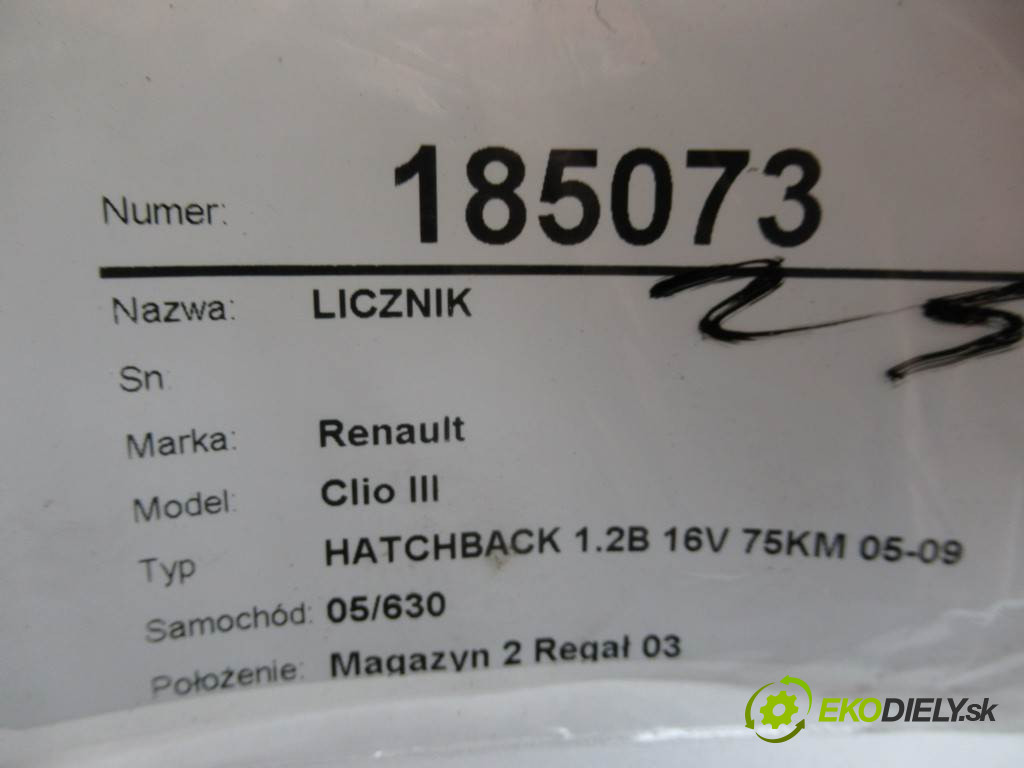 Numer: 185073
Nazwa: LICZNIK
Sn
Marka: Renault
Model: Clio III
Typ HATCHBACK 1.2B 16V 75KM 05-09
Samochód: 05/630
Położenie: Magazyn 2 Regał 03
EKODIELY.sk